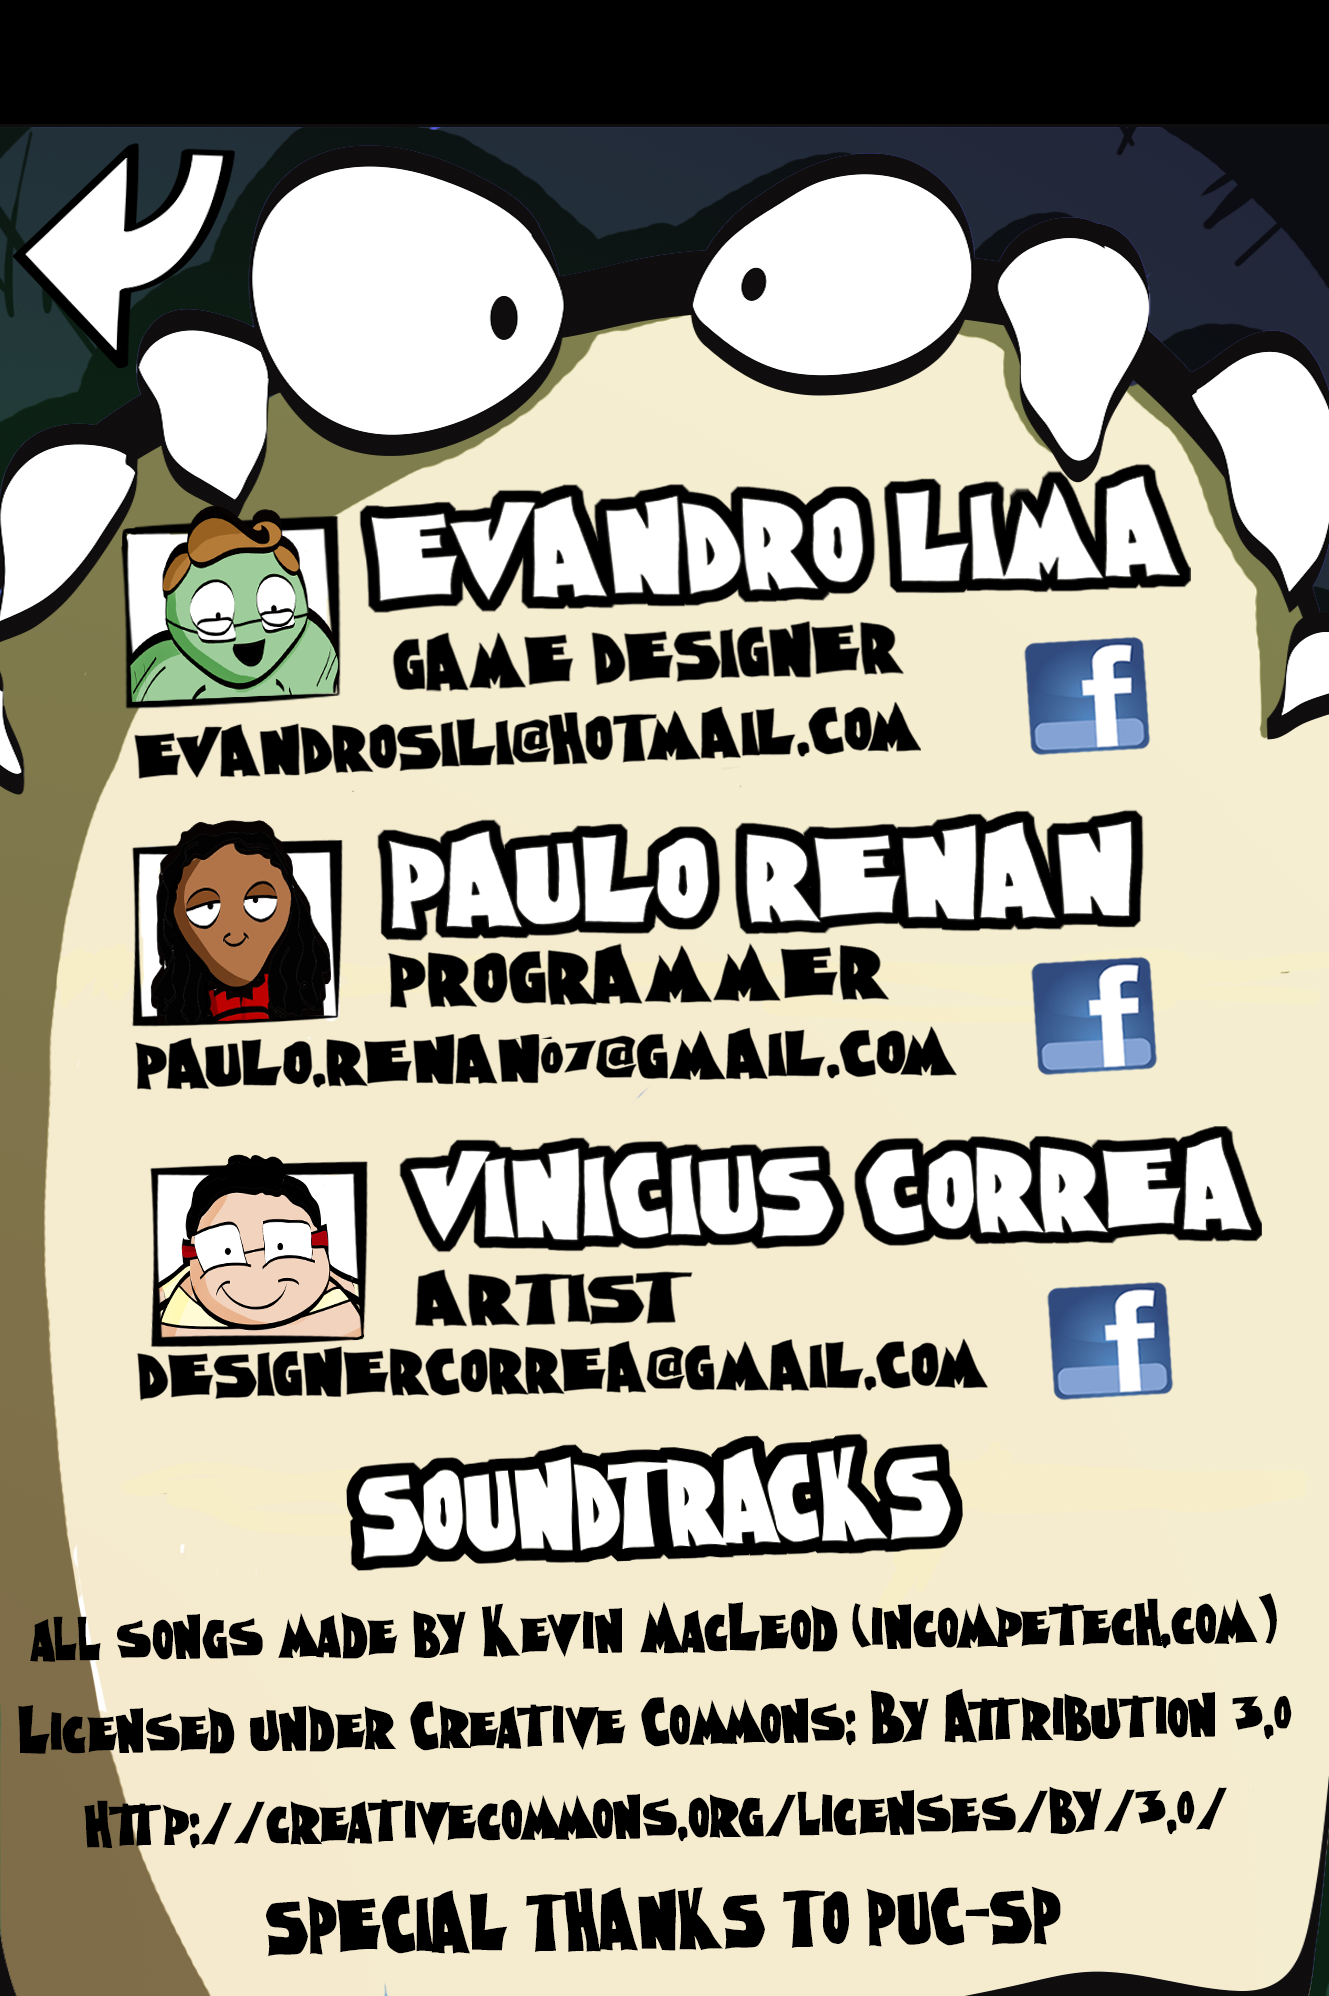 EVANDRO LIMA
GAME DESIGNER
EVANDROSILI@HOTMAIL.COM
PAULO RENAN
PROGRAMMER
PAULO.RENAN07@GMAIL.COM
VINICIUS CORREA
ARTIST
DESIGNERCORREA@GMAIL.COM
SOUNDTRACKS
ALL SONGS MADE BY KEVIN MACLEOD (INCOMPETECH.COM)
LICENSED UNDER CREATIVE COMMONS: BY ATTRIBUTION 3.0
HTTP://CREATIVECOMMONS.ORG/LICENSES/BY/3.0/
SPECIAL THANKS TO PUC-SP